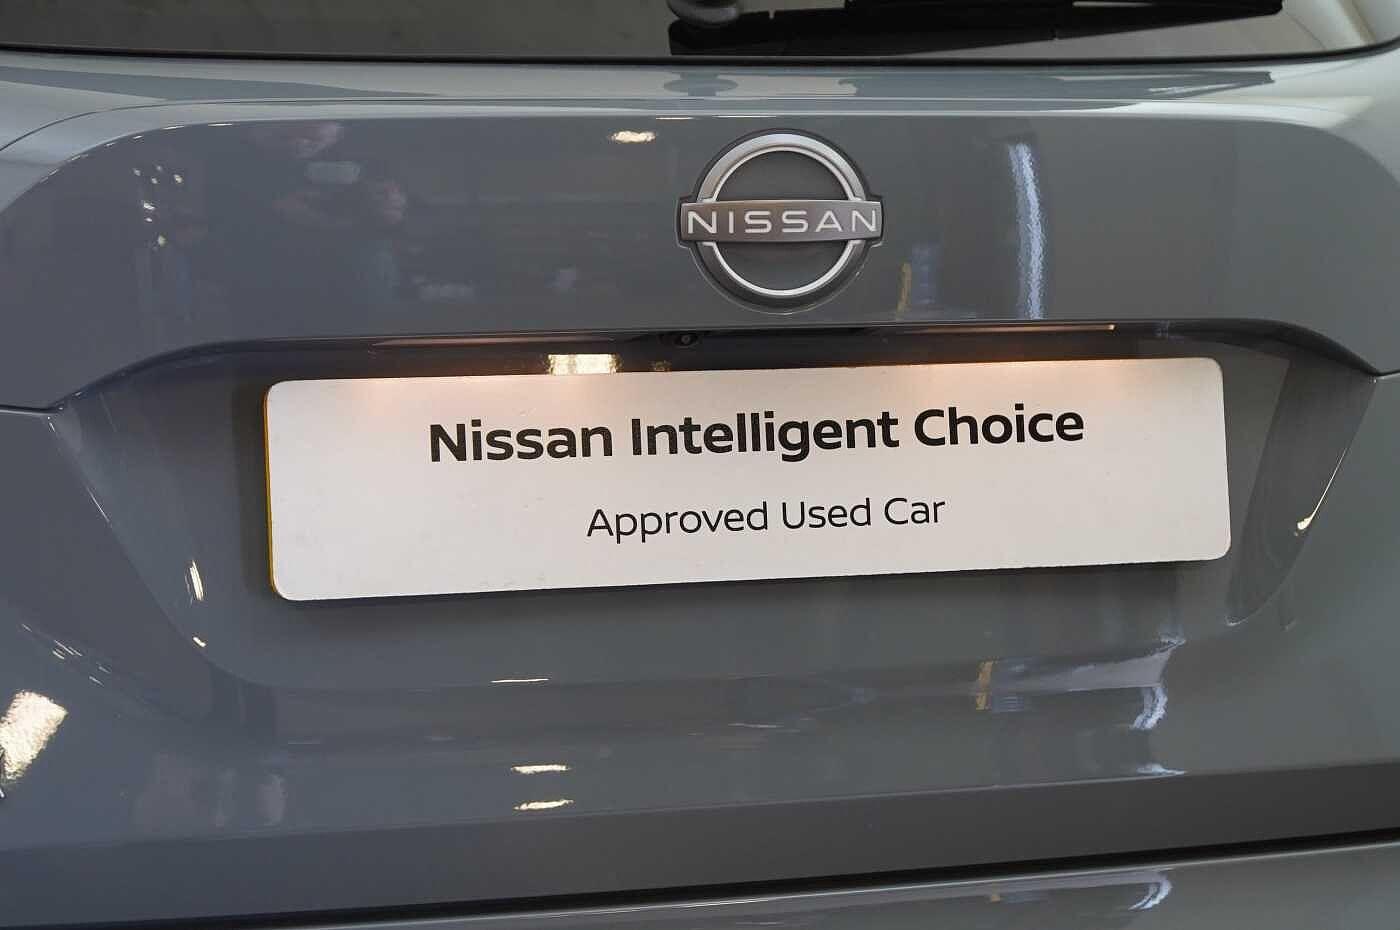 NISSAN
Nissan Intelligent Choice
Approved Used Car